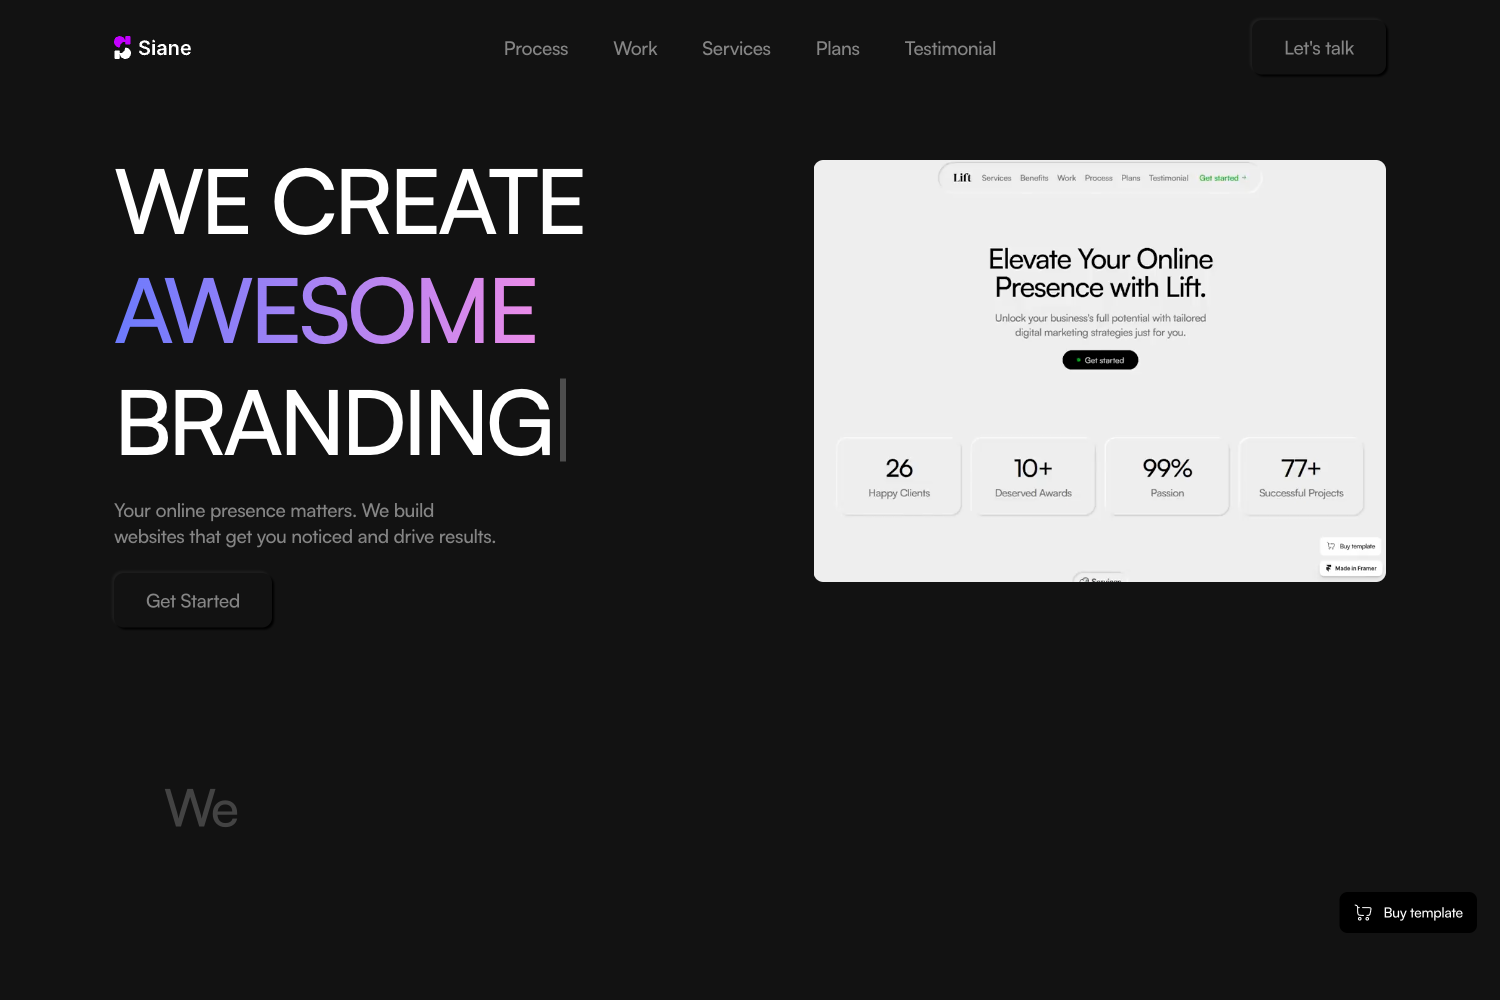 Siane
Process
Work
Services
Plans
Testimonial
Let's talk
WE CREATE
AWESOME
BRANDING
Your online presence matters. We build
websites that get you noticed and drive results.
Get Started
Lift
Services
Benefits
Work
Process
Plans
Testimonial
Get started →
Elevate Your Online
Presence with Lift.
Unlock your business's full potential with tailored
digital marketing strategies just for you.
Get started
26
Happy Clients
10+
Deserved Awards
99%
Passion
77+
Successful Projects
Buy template
Made in Framer
Services
We
Buy template